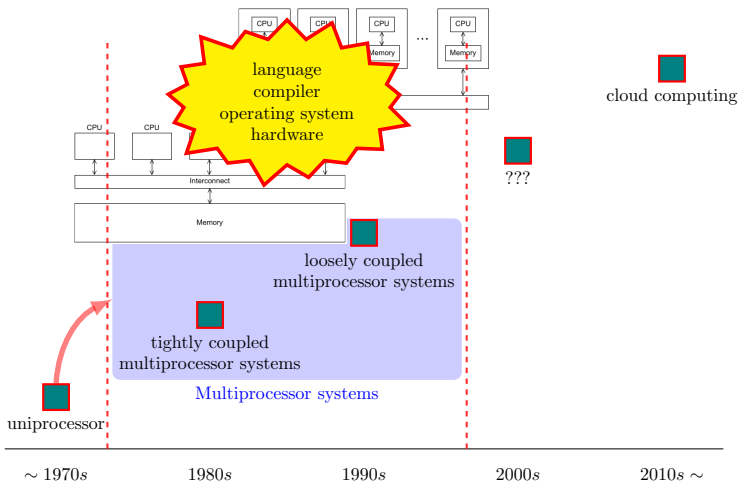 CPU
CPU
CPU
CPU
Memory
...
Memory
language
compiler
operating system
hardware
cloud computing
CPU
CPU
Interconnect
Memory
???
loosely coupled
multiprocessor systems
tightly coupled
multiprocessor systems
Multiprocessor systems
uniprocessor
∼ 1970s
1980s
1990s
2000s
2010s ∼